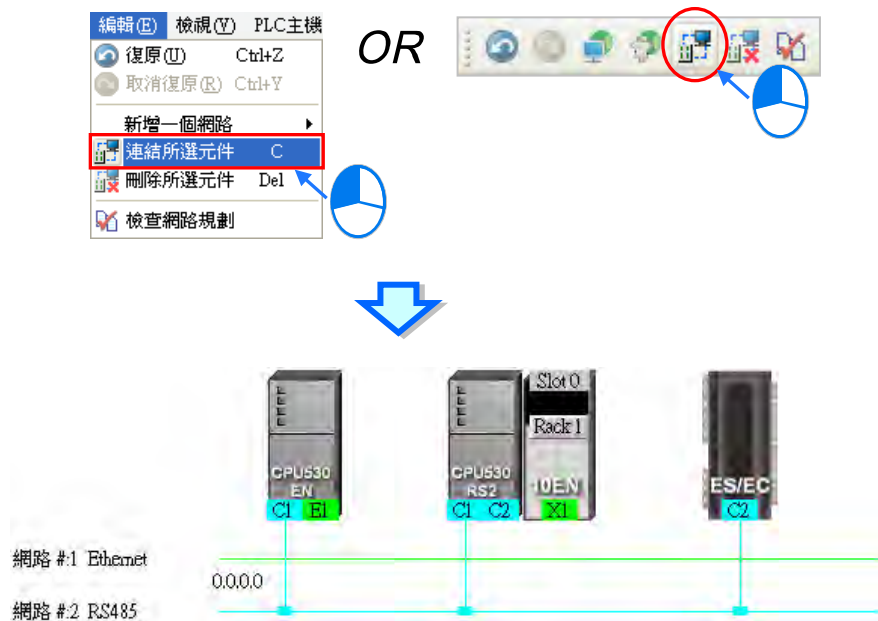 編輯(E) 檢視(V) PLC主機
復原(U) Ctrl+Z
取消復原(R) Ctrl+Y
新增一個網路
連結所選元件 C
刪除所選元件 Del
檢查網路規劃
OR
Slot 0
Rack 1
CPU530
EN
C1 E1
CPU530
RS2
C1 C2
10EN
X1
ES/EC
C2
網路 #:1 Ethernet
0.0.0.0
網路 #:2 RS485